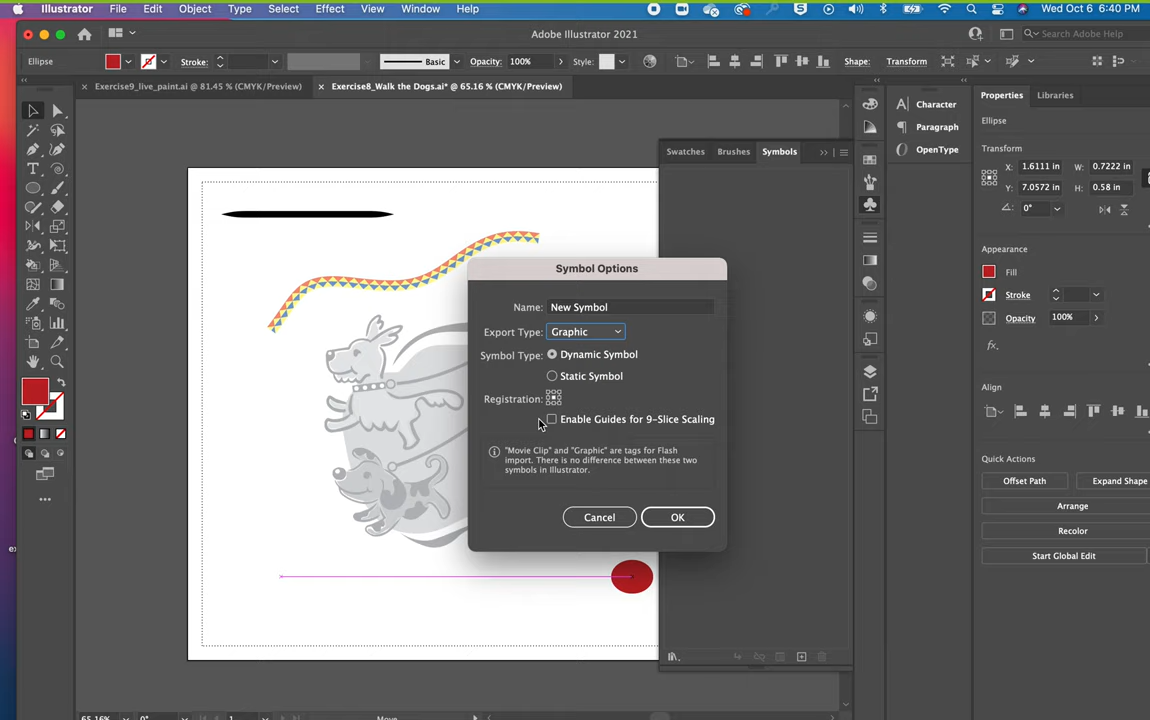 Illustrator File Edit Object Type Select Effect View Window Help
Wed Oct 6 6:40 PM
Adobe Illustrator 2021
Search Adobe Help
Ellipse
Stroke:
Basic
Opacity: 100%
Style:
Shape:
Transform
× Exercise9_live_paint.ai @ 81.45 % (CMYK/Preview)
× Exercise8_Walk the Dogs.ai* @ 65.16 % (CMYK/Preview)
Swatches Brushes Symbols
Character
Paragraph
OpenType
Properties Libraries
Ellipse
Transform
X: 1.6111 in W: 0.7222 in
Y: 7.0572 in H: 0.58 in
0°
Appearance
Fill
Stroke
Opacity 100%
fx.
Align
Quick Actions
Offset Path Expand Shape
Arrange
Recolor
Start Global Edit
Symbol Options
Name: New Symbol
Export Type: Graphic
Symbol Type: Dynamic Symbol
Static Symbol
Registration:
Enable Guides for 9-Slice Scaling
"Movie Clip" and "Graphic" are tags for Flash
import. There is no difference between these two
symbols in Illustrator.
Cancel OK
65.16% 0° 1 Move